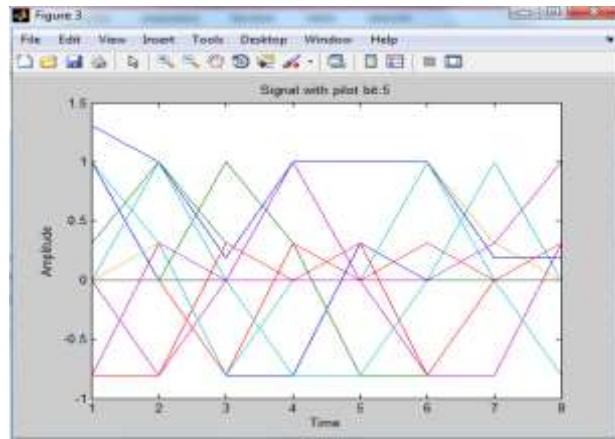 Figure 3
File Edit View Insert Tools Desktop Window Help
Signal with pilot bit:5
1.5
1
0.5
0
-0.5
-1
Amplitude
1 2 3 4 5 6 7 8
Time